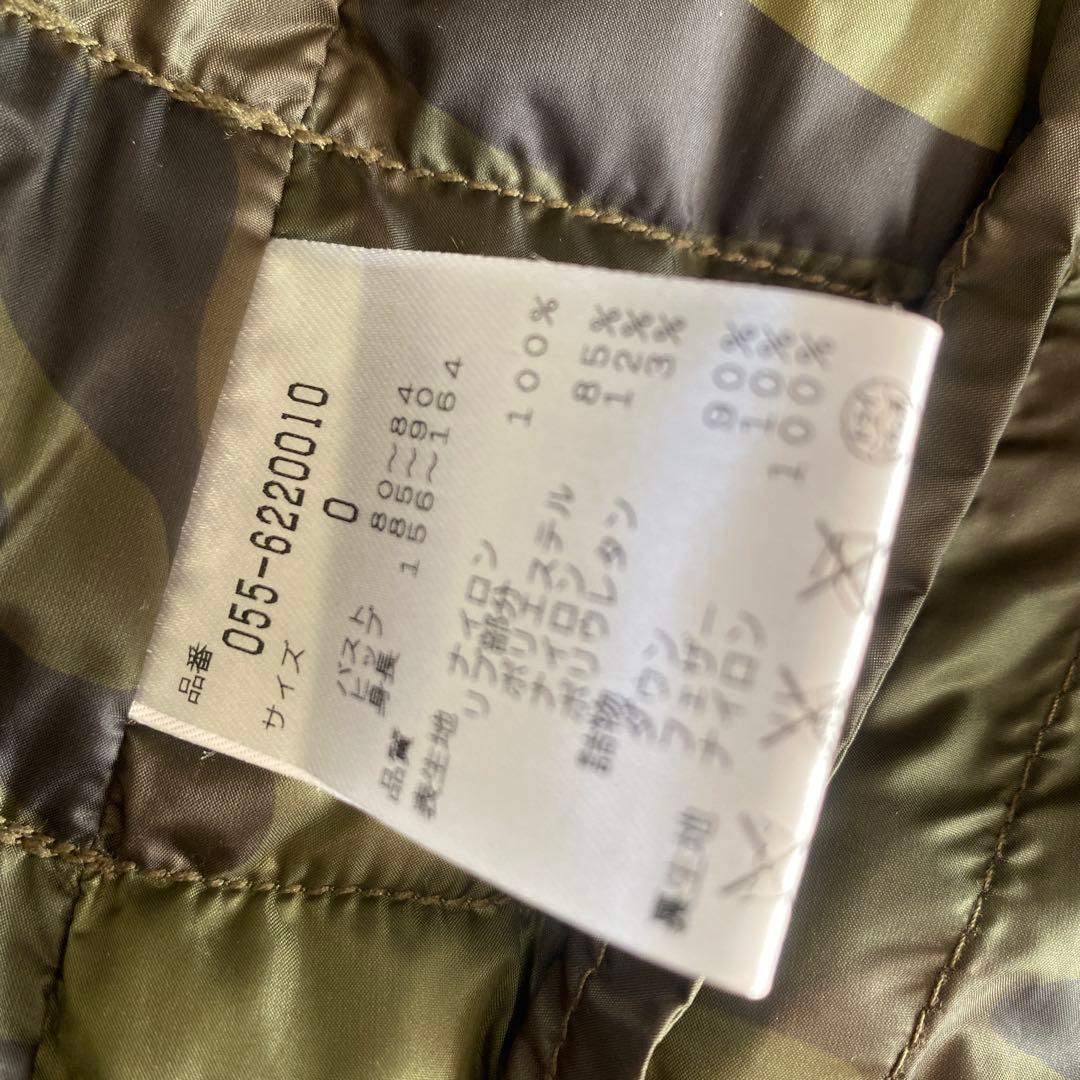 品番
055-6220010
サイズ 0
バスト 80～84
ヒップ 85～90
身長 156～164
品質
表生地 ナイロン 100%
リブ部分
ポリエステル 85%
ナイロン 12%
ポリウレタン 3%
詰物
ダウン 90%
フェザー 10%
裏生地 ナイロン 100%